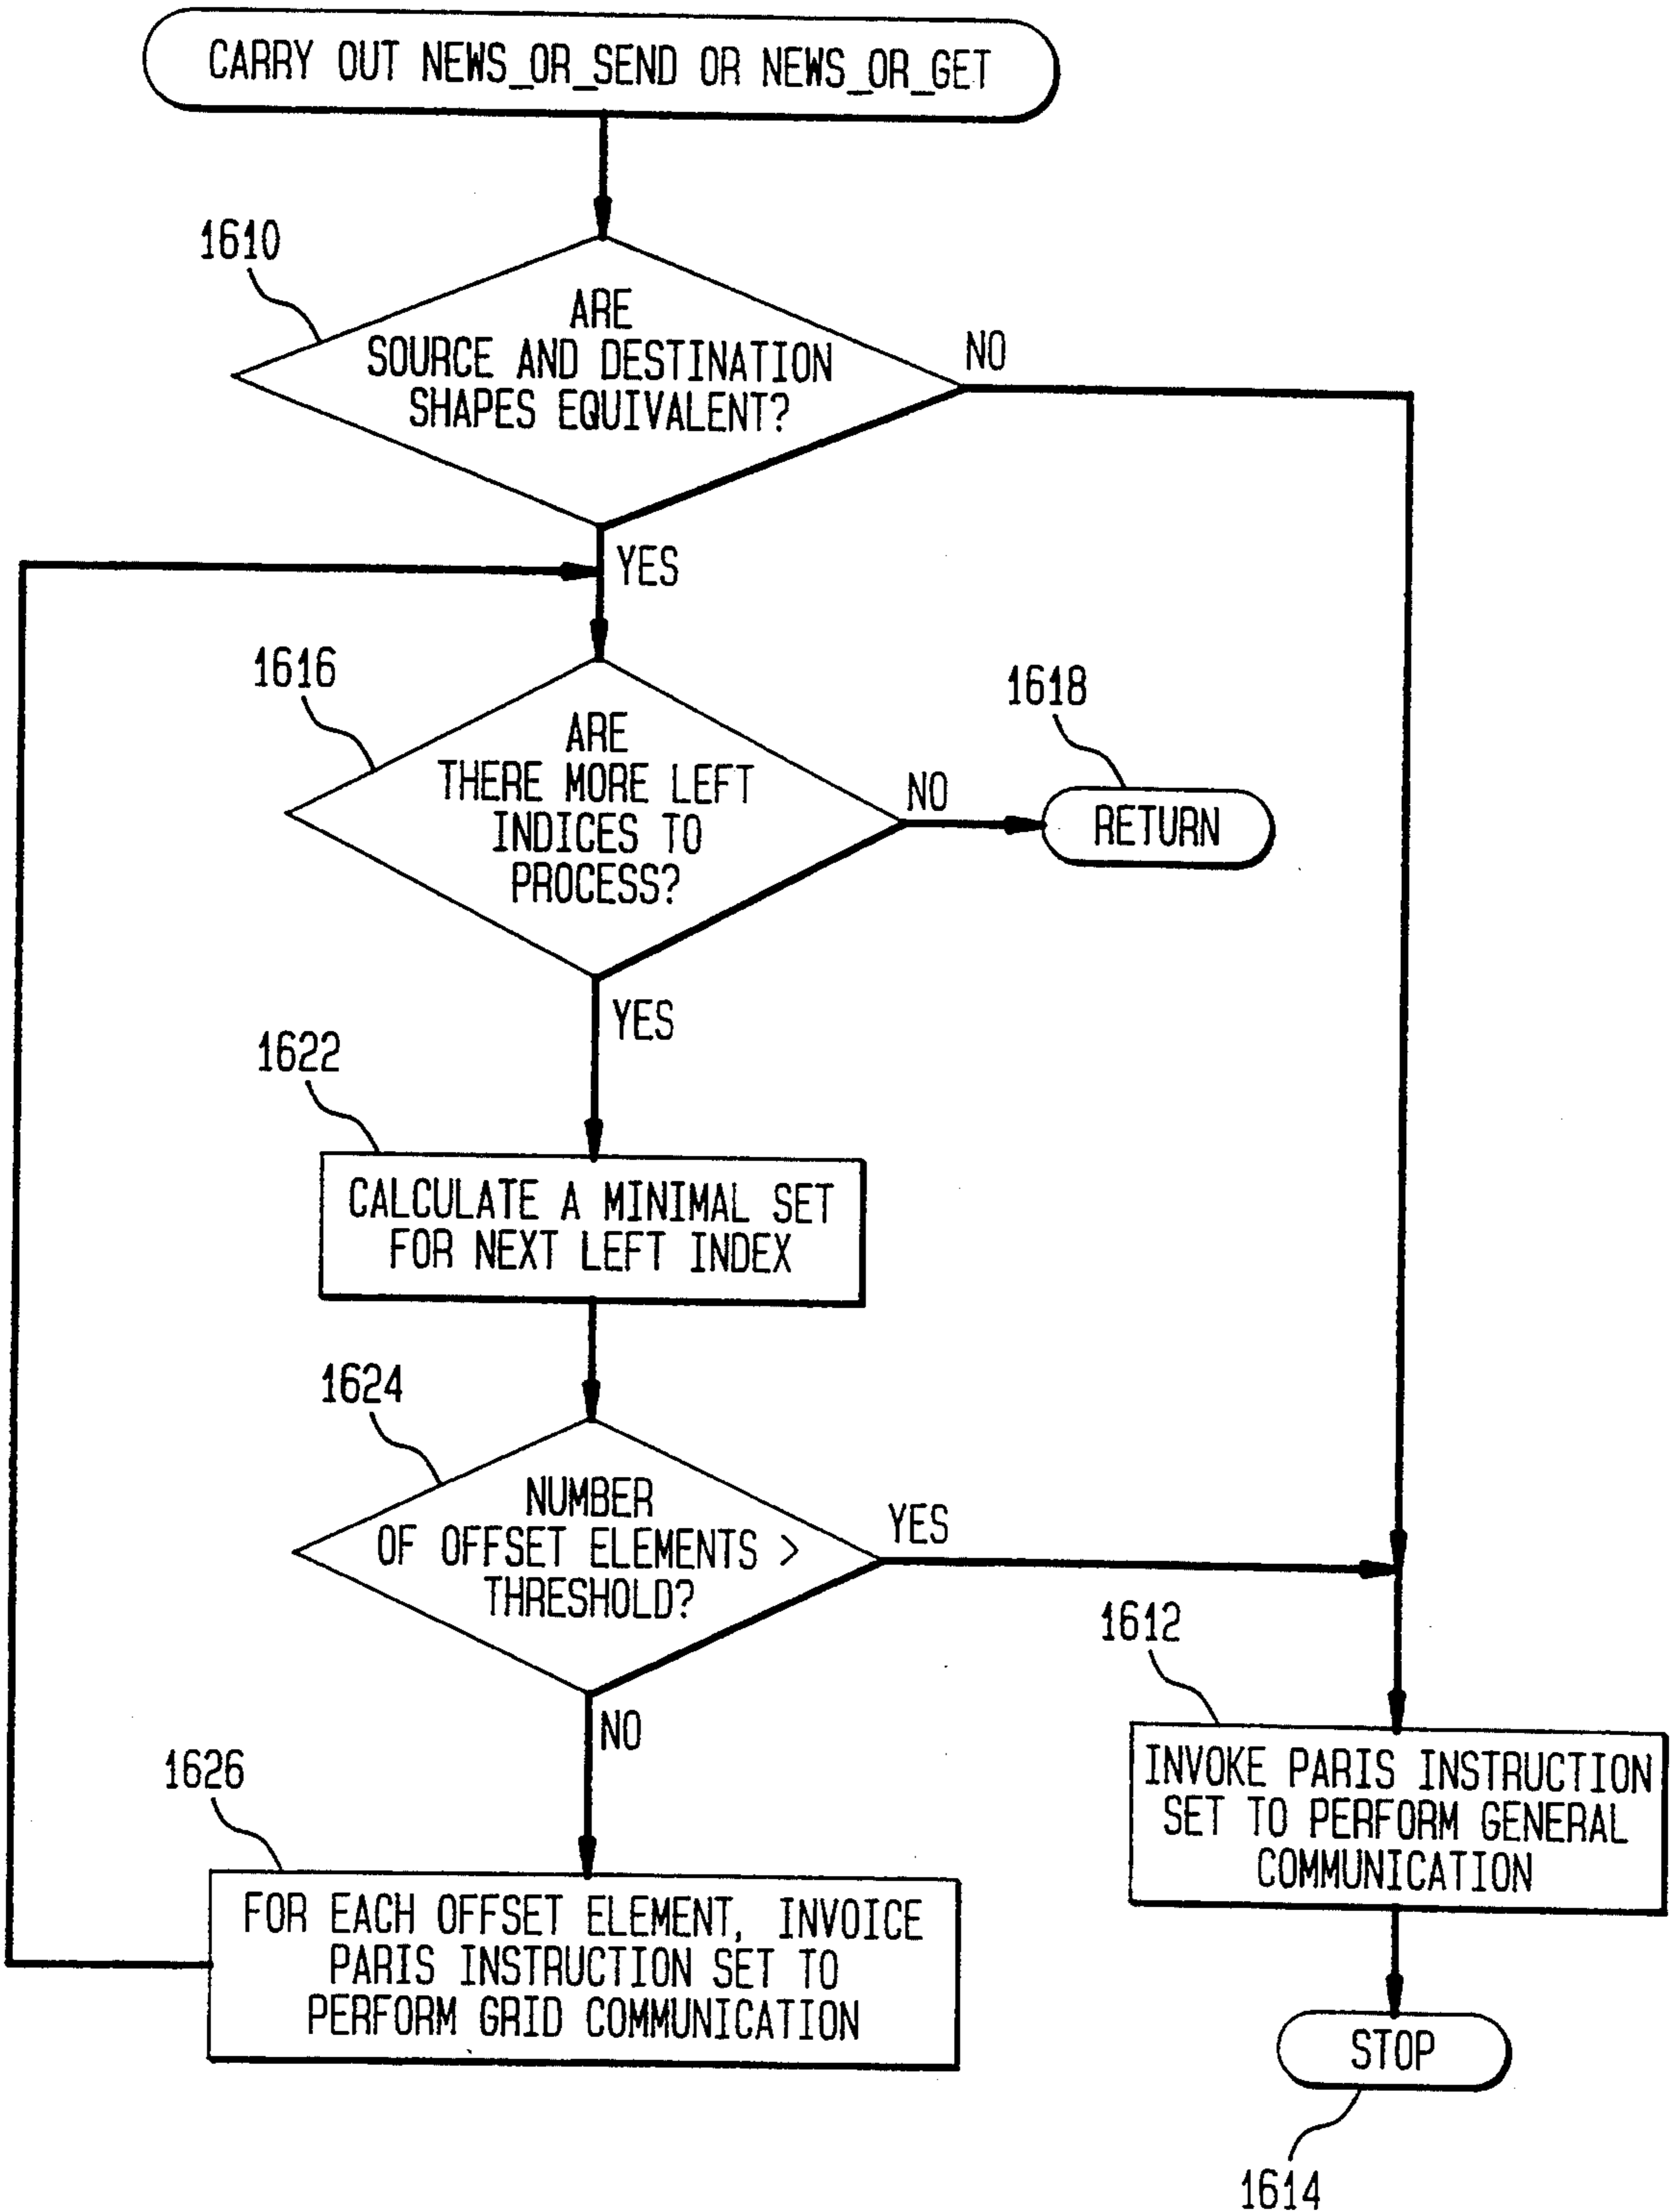 CARRY OUT NEWS_OR_SEND OR NEWS_OR_GET
1610
ARE
SOURCE AND DESTINATION
SHAPES EQUIVALENT?
NO
YES
1616
ARE
THERE MORE LEFT
INDICES TO
PROCESS?
NO
1618
RETURN
YES
1622
CALCULATE A MINIMAL SET
FOR NEXT LEFT INDEX
1624
NUMBER
OF OFFSET ELEMENTS >
THRESHOLD?
YES
NO
1612
INVOKE PARIS INSTRUCTION
SET TO PERFORM GENERAL
COMMUNICATION
1626
FOR EACH OFFSET ELEMENT, INVOICE
PARIS INSTRUCTION SET TO
PERFORM GRID COMMUNICATION
STOP
1614